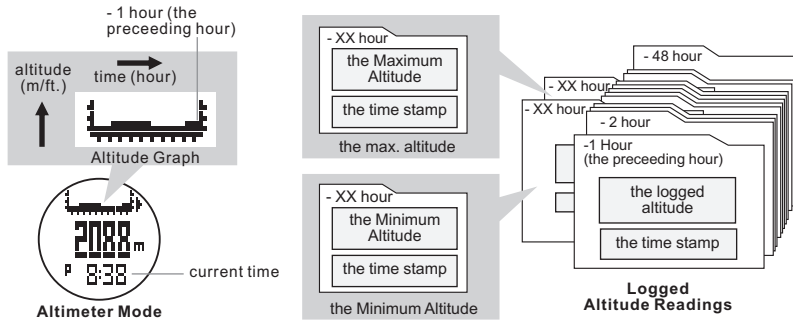 - 1 hour (the
preceeding hour)
altitude
(m/ft.)
time (hour)
Altitude Graph
2088 m
P 8:38
current time
Altimeter Mode
- XX hour
the Maximum
Altitude
the time stamp
the max. altitude
- XX hour
the Minimum
Altitude
the time stamp
the Minimum Altitude
- 48 hour
- XX hour
- XX hour
- 2 hour
-1 Hour
(the preceeding hour)
the logged
altitude
the time stamp
Logged
Altitude Readings